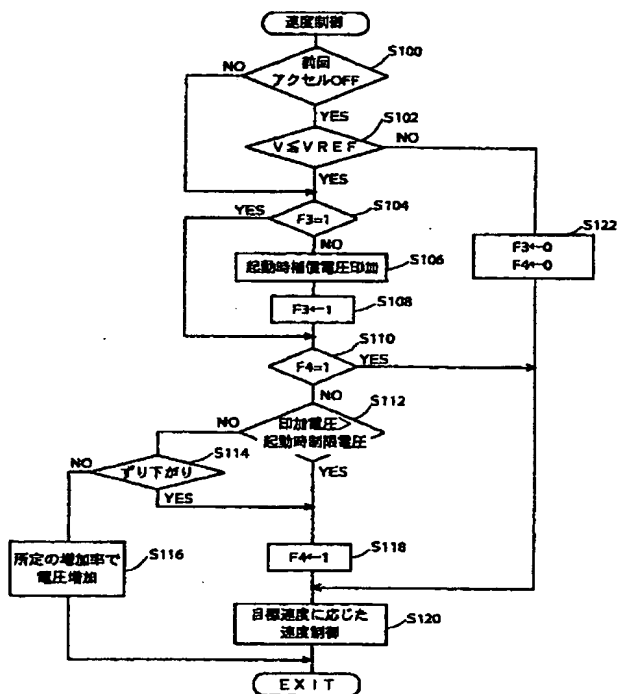 速度制御
S100
前回
アクセルOFF
NO
YES
S102
V≦VREF
NO
YES
S104
F3=1
YES
NO
S106
起動時補償電圧印加
S108
F3←1
S122
F3←0
F4←0
S110
F4=1
YES
NO
S112
印加電圧>
起動時制限電圧
NO
YES
S114
ずり下がり
NO
YES
S116
所定の増加率で
電圧増加
S118
F4←1
S120
目標速度に応じた
速度制御
EXIT